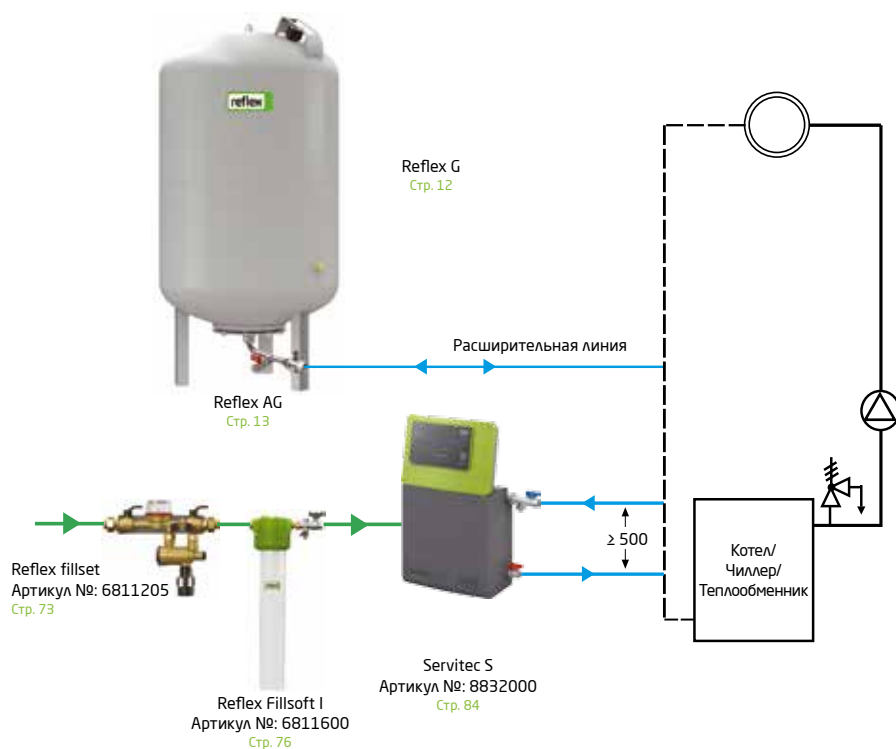 reflex
Reflex G
Стр. 12
Расширительная линия
Reflex AG
Стр. 13
≥ 500
Котел/
Чиллер/
Теплообменник
Reflex fillset
Артикул №: 6811205
Стр. 73
Servitec S
Артикул №: 8832000
Стр. 84
Reflex Fillsoft I
Артикул №: 6811600
Стр. 76